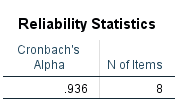 Reliability Statistics
Cronbach's
Alpha N of Items
.936 8